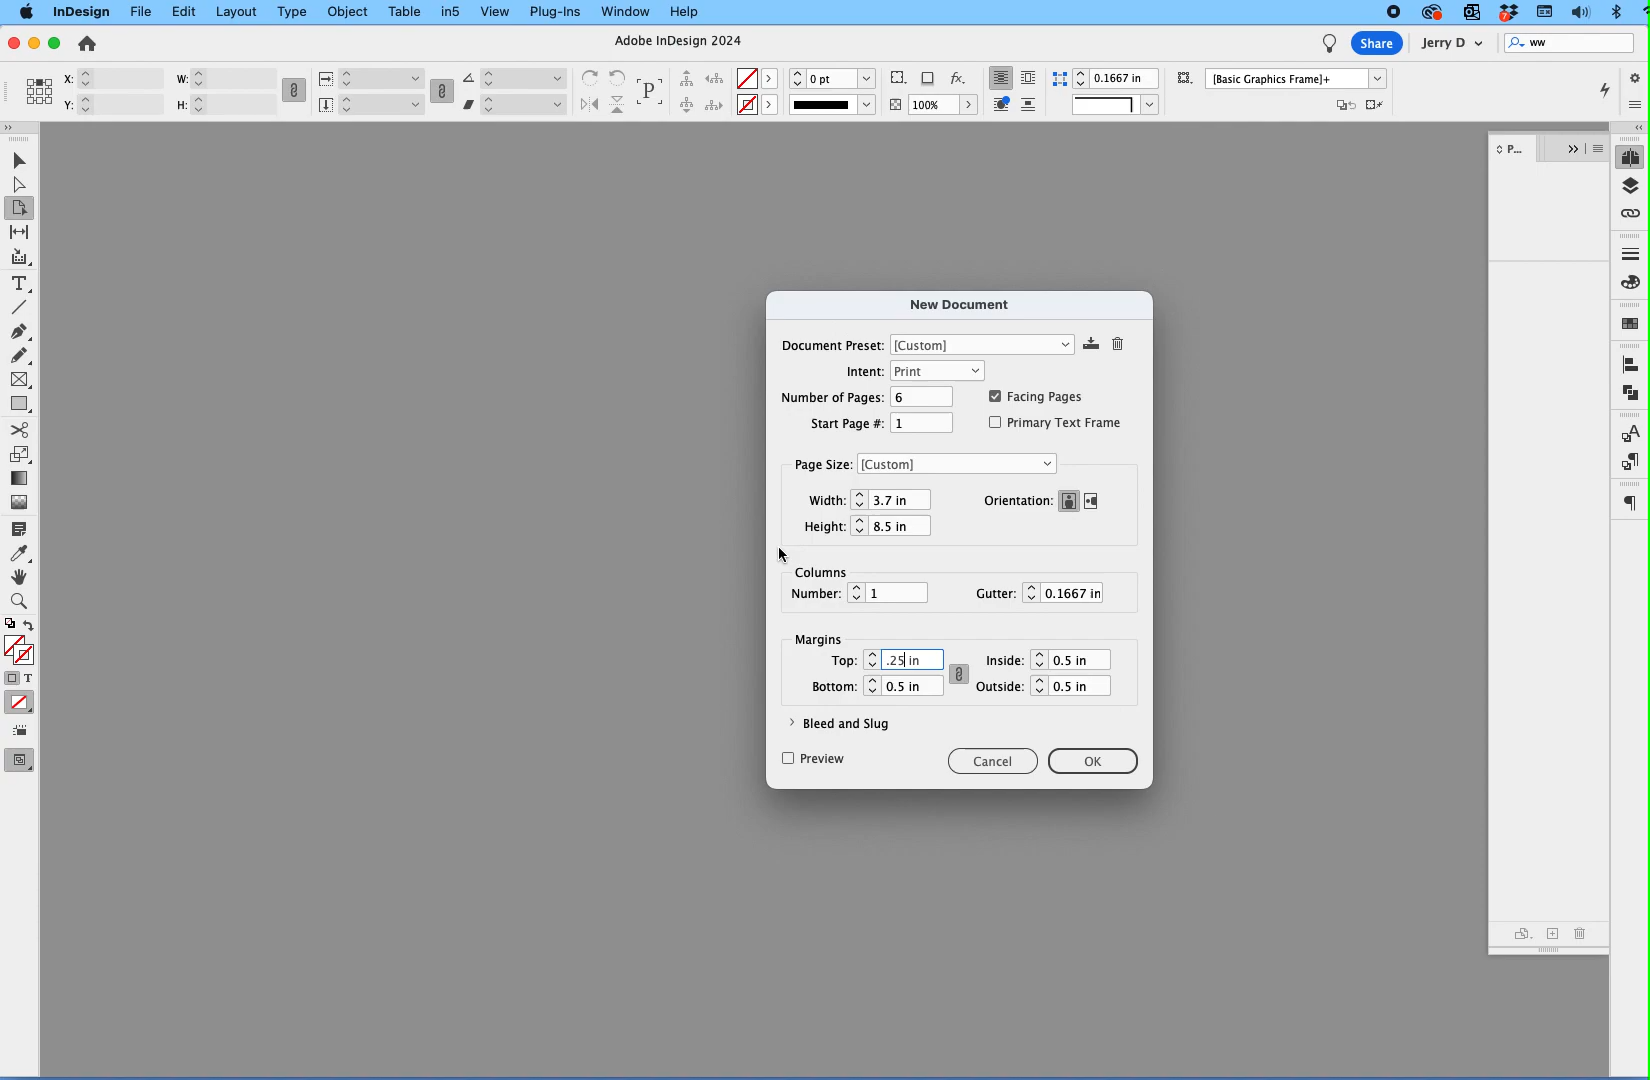 InDesign File Edit Layout Type Object Table in5 View Plug-Ins Window Help
7
Adobe InDesign 2024
Share
Jerry D
ww
X:
W:
0 pt
0.1667 in
[Basic Graphics Frame]+
Y:
H:
P
fx.
100%
P...
New Document
Document Preset: [Custom]
Intent: Print
Number of Pages: 6
Facing Pages
Start Page #: 1
Primary Text Frame
Page Size: [Custom]
Width: 3.7 in
Orientation:
Height: 8.5 in
Columns
Number: 1
Gutter: 0.1667 in
Margins
Top: .25 in
Inside: 0.5 in
Bottom: 0.5 in
Outside: 0.5 in
Bleed and Slug
Preview
Cancel
OK